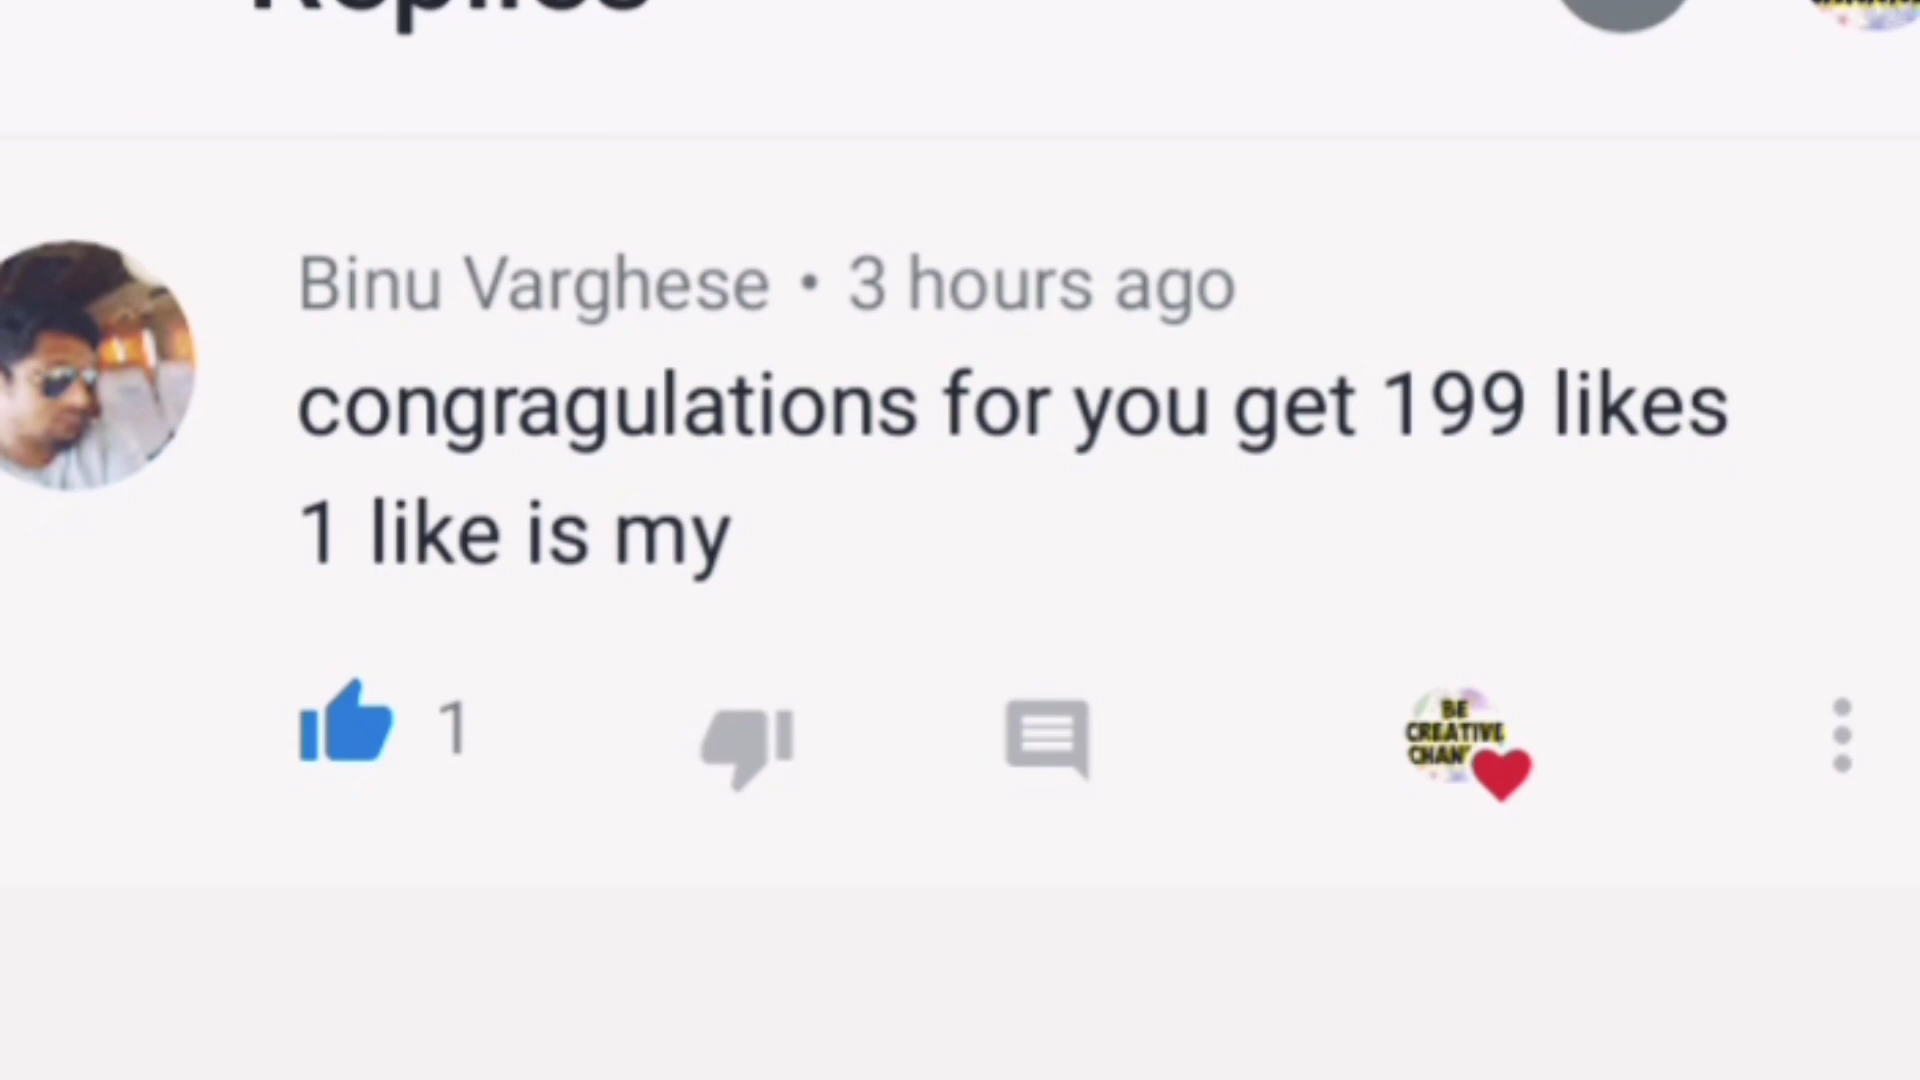 Replies
Binu Varghese • 3 hours ago
congragulations for you get 199 likes
1 like is my
1
BE
CREATIVE
CHAN